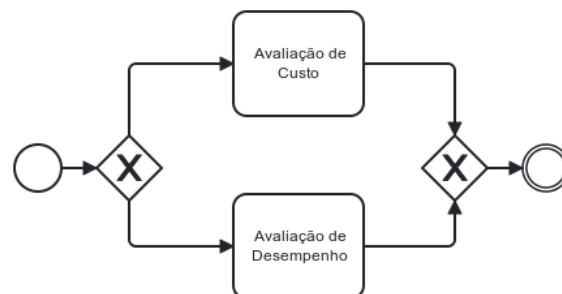 Avaliação de
Custo
X
X
Avaliação de
Desempenho